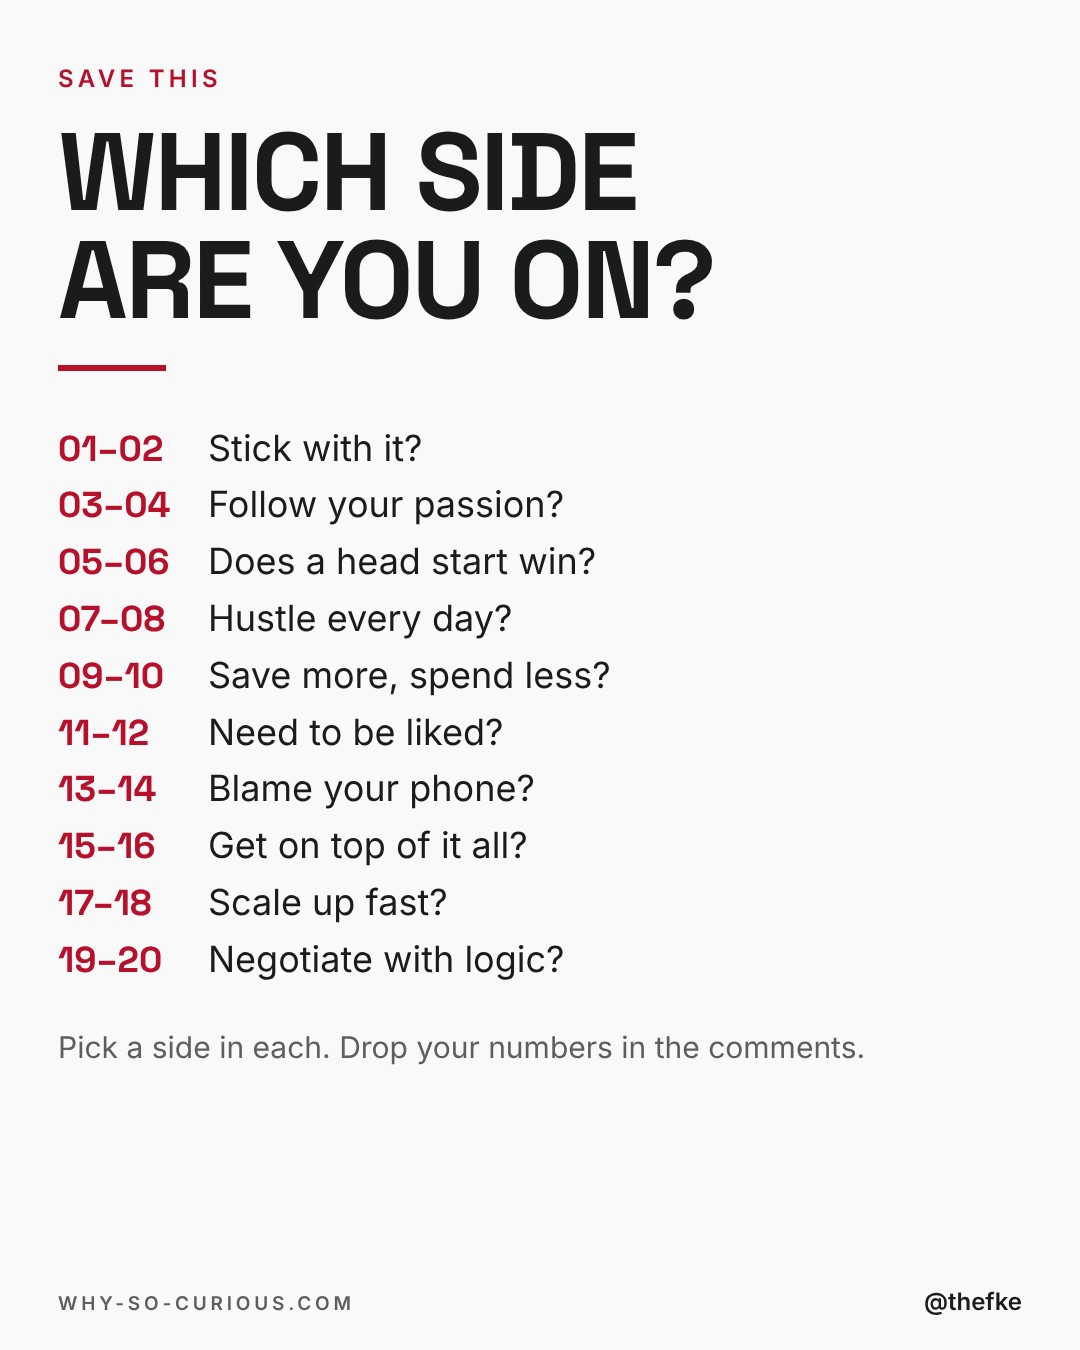 SAVE THIS
WHICH SIDE
ARE YOU ON?
01–02 Stick with it?
03–04 Follow your passion?
05–06 Does a head start win?
07–08 Hustle every day?
09–10 Save more, spend less?
11–12 Need to be liked?
13–14 Blame your phone?
15–16 Get on top of it all?
17–18 Scale up fast?
19–20 Negotiate with logic?
Pick a side in each. Drop your numbers in the comments.
WHY-SO-CURIOUS.COM
@thefke